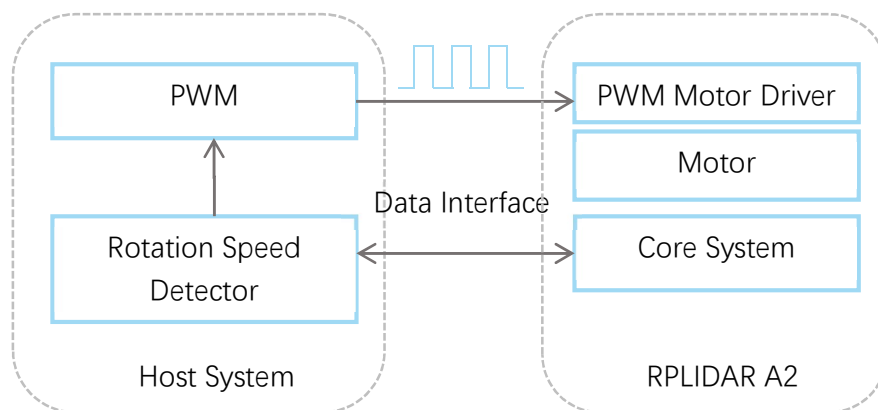 PWM
PWM Motor Driver
Motor
Data Interface
Rotation Speed
Detector
Core System
Host System
RPLIDAR A2